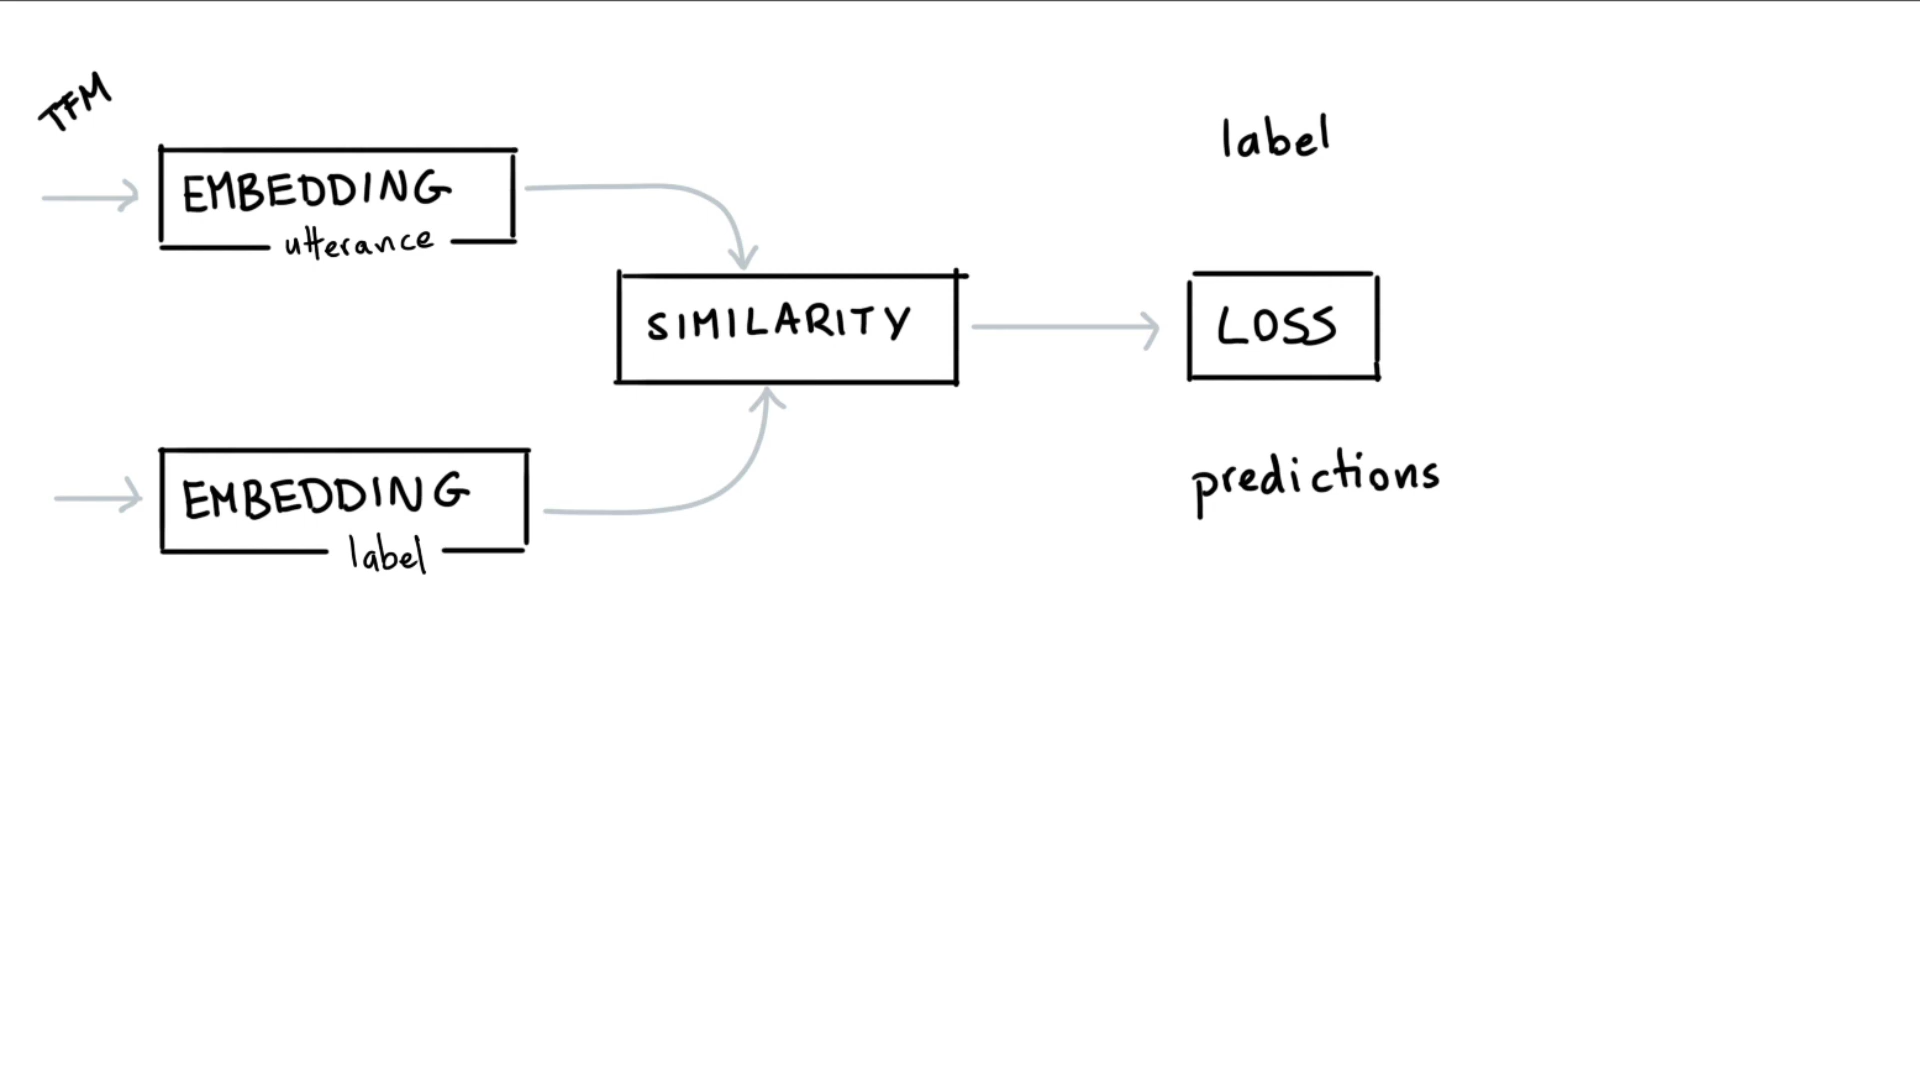 TFM
EMBEDDING
utterance
label
SIMILARITY
LOSS
EMBEDDING
label
predictions